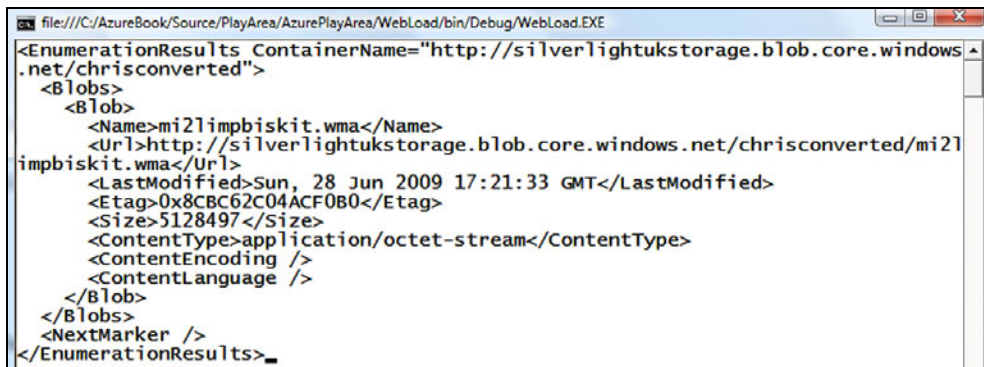 file:///C:/AzureBook/Source/PlayArea/AzurePlayArea/WebLoad/bin/Debug/WebLoad.EXE
<EnumerationResults ContainerName="http://silverlightukstorage.blob.core.windows
.net/chrisconverted">
  <Blobs>
    <Blob>
      <Name>mi2limpbiskit.wma</Name>
      <Url>http://silverlightukstorage.blob.core.windows.net/chrisconverted/mi2l
impbiskit.wma</Url>
      <LastModified>Sun, 28 Jun 2009 17:21:33 GMT</LastModified>
      <Etag>0x8CBC62C04ACF0B0</Etag>
      <Size>5128497</Size>
      <ContentType>application/octet-stream</ContentType>
      <ContentEncoding />
      <ContentLanguage />
    </Blob>
  </Blobs>
  <NextMarker />
</EnumerationResults>_